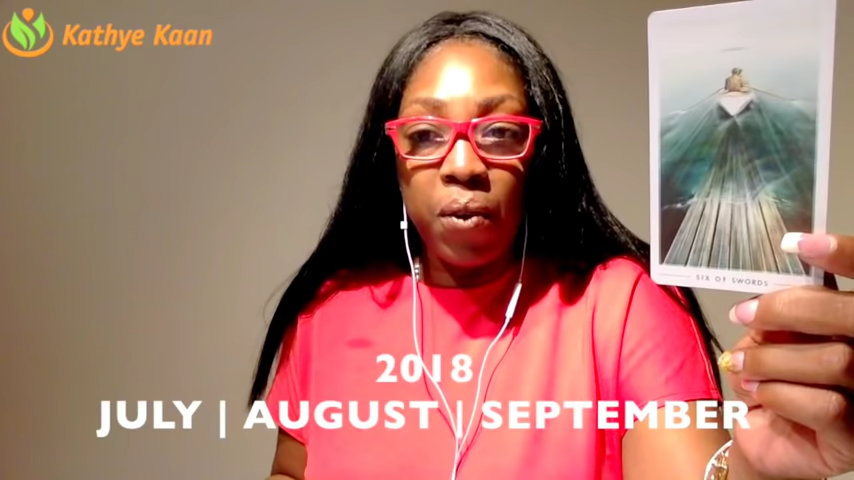 Kathye Kaan
SIX OF SWORDS
2018
JULY | AUGUST | SEPTEMBER